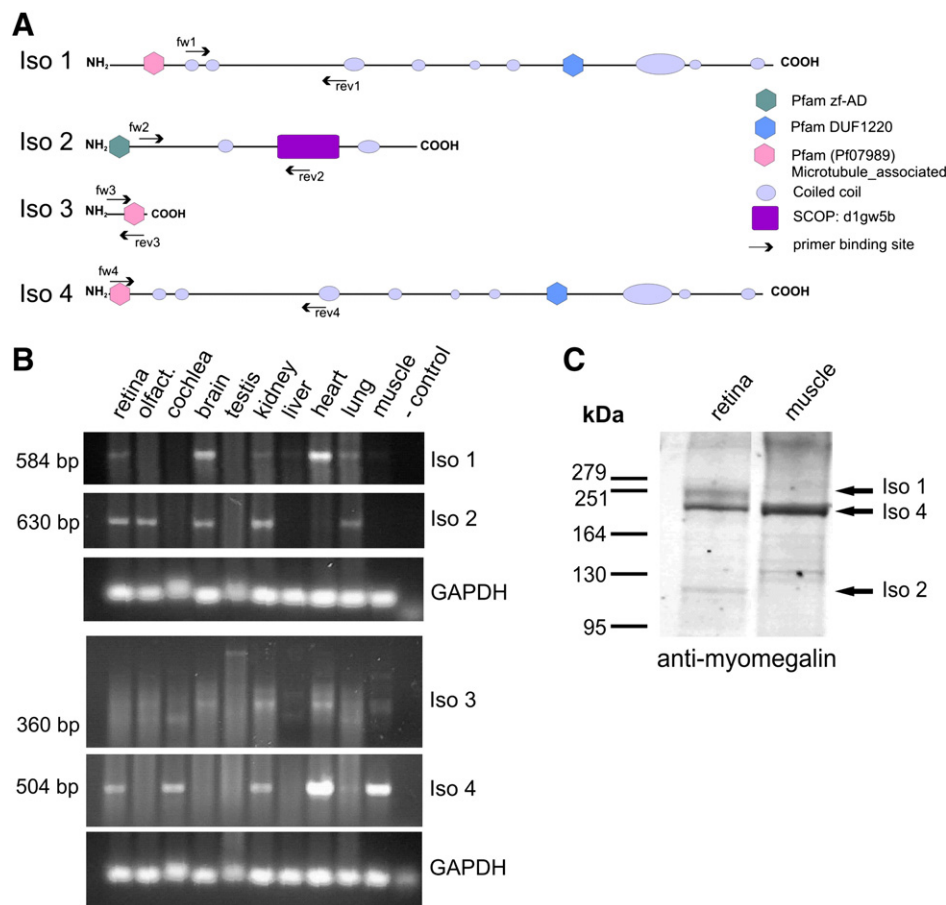 A
Iso 1
NH₂
fw1
rev1
COOH
Iso 2
NH₂
fw2
rev2
COOH
Iso 3
fw3
NH₂
COOH
rev3
Iso 4
fw4
NH₂
rev4
COOH
Pfam zf-AD
Pfam DUF1220
Pfam (Pf07989)
Microtubule_associated
Coiled coil
SCOP: d1gw5b
primer binding site
B
retina
olfact.
cochlea
brain
testis
kidney
liver
heart
lung
muscle
- control
584 bp
Iso 1
630 bp
Iso 2
GAPDH
360 bp
Iso 3
504 bp
Iso 4
GAPDH
C
retina
muscle
kDa
279
251
164
130
95
Iso 1
Iso 4
Iso 2
anti-myomegalin